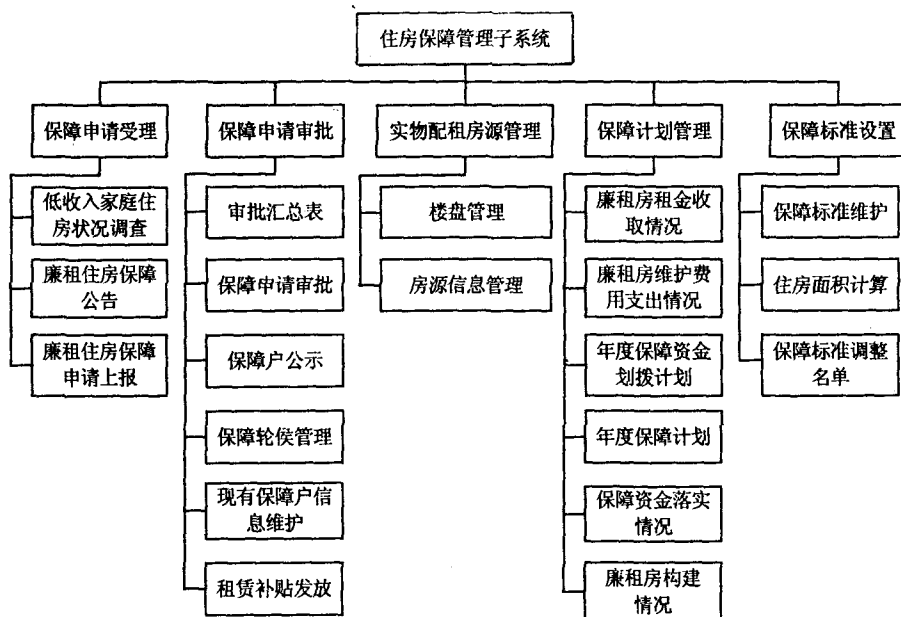 住房保障管理子系统
保障申请受理
保障申请审批
实物配租房源管理
保障计划管理
保障标准设置
低收入家庭住
房状况调查
廉租住房保障
公告
廉租住房保障
申请上报
审批汇总表
保障申请审批
保障户公示
保障轮侯管理
现有保障户信
息维护
租赁补贴发放
楼盘管理
房源信息管理
廉租房租金收
取情况
廉租房维护费
用支出情况
年度保障资金
划拨计划
年度保障计划
保障资金落实
情况
廉租房构建
情况
保障标准维护
住房面积计算
保障标准调整
名单